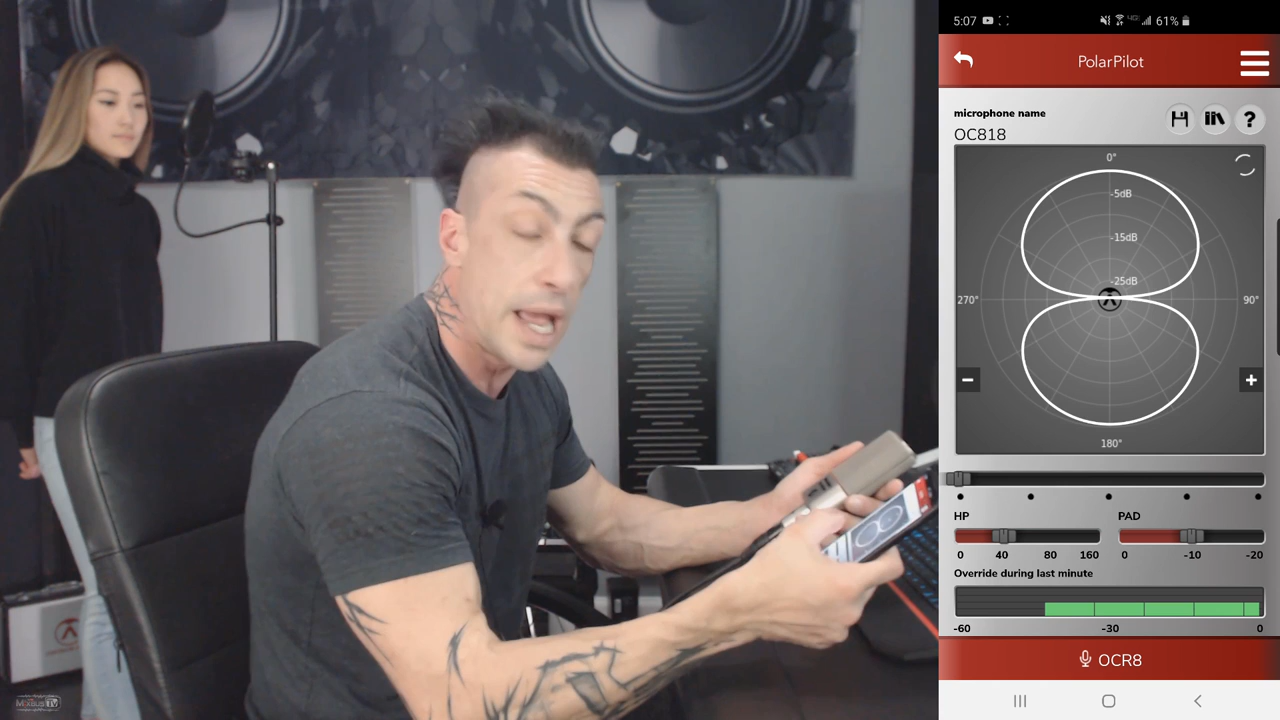 5:07
61%
PolarPilot
microphone name
OC818
?
0°
-5dB
-15dB
-25dB
270°
90°
180°
HP
PAD
0 40 80 160
0 -10 -20
Override during last minute
-60 -30 0
OCR8
MixBusTV